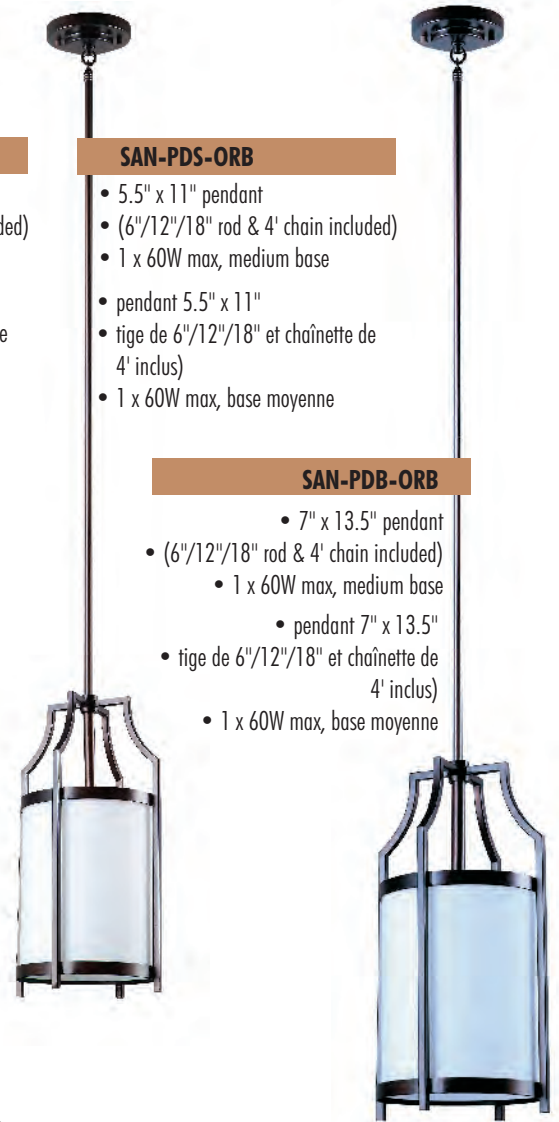 ded)
e
SAN-PDS-ORB
• 5.5" x 11" pendant
• (6"/12"/18" rod & 4' chain included)
• 1 x 60W max, medium base
• pendant 5.5" x 11"
• tige de 6"/12"/18" et chaînette de
4' inclus)
• 1 x 60W max, base moyenne
SAN-PDB-ORB
• 7" x 13.5" pendant
• (6"/12"/18" rod & 4' chain included)
• 1 x 60W max, medium base
• pendant 7" x 13.5"
• tige de 6"/12"/18" et chaînette de
4' inclus)
• 1 x 60W max, base moyenne